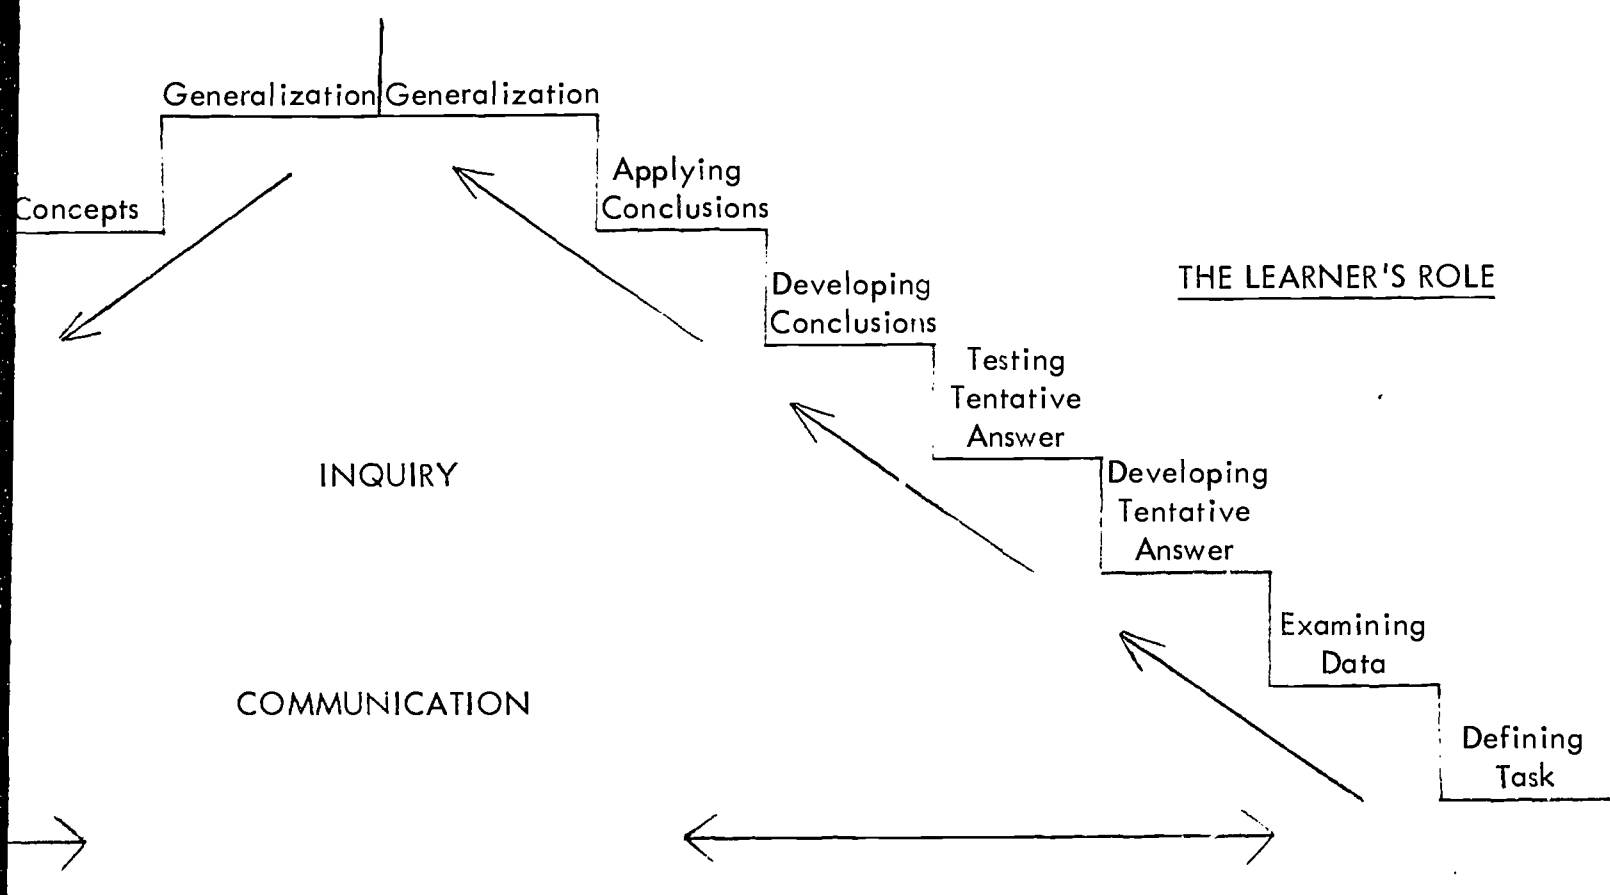 Generalization Generalization
Applying
Conclusions
Concepts
Developing
Conclusions
THE LEARNER'S ROLE
Testing
Tentative
Answer
Developing
Tentative
Answer
INQUIRY
Examining
Data
COMMUNICATION
Defining
Task